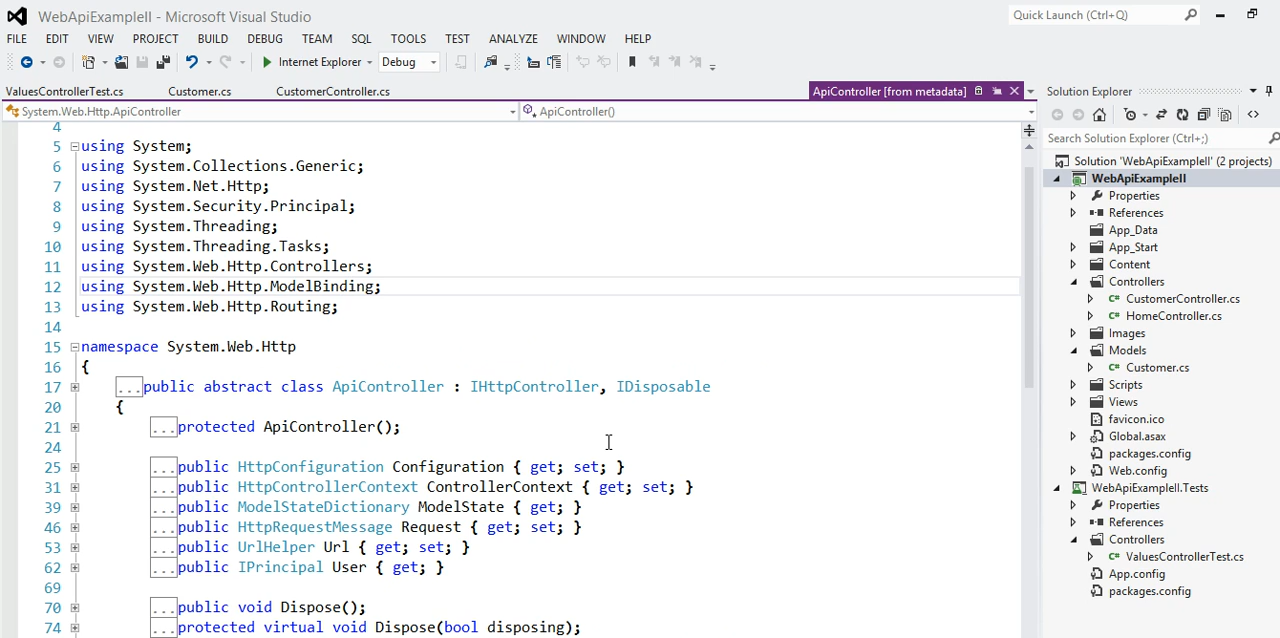 WebApiExampleII - Microsoft Visual Studio
Quick Launch (Ctrl+Q)
FILE EDIT VIEW PROJECT BUILD DEBUG TEAM SQL TOOLS TEST ANALYZE WINDOW HELP
Internet Explorer Debug
ValuesControllerTest.cs Customer.cs CustomerController.cs ApiController [from metadata]
System.Web.Http.ApiController ApiController()
4
5 using System;
6 using System.Collections.Generic;
7 using System.Net.Http;
8 using System.Security.Principal;
9 using System.Threading;
10 using System.Threading.Tasks;
11 using System.Web.Http.Controllers;
12 using System.Web.Http.ModelBinding;
13 using System.Web.Http.Routing;
14
15 namespace System.Web.Http
16 {
17 ...public abstract class ApiController : IHttpController, IDisposable
20 {
21 ...protected ApiController();
24
25 ...public HttpConfiguration Configuration { get; set; }
31 ...public HttpControllerContext ControllerContext { get; set; }
39 ...public ModelStateDictionary ModelState { get; }
46 ...public HttpRequestMessage Request { get; set; }
53 ...public UrlHelper Url { get; set; }
62 ...public IPrincipal User { get; }
69
70 ...public void Dispose();
74 ...protected virtual void Dispose(bool disposing);
Solution Explorer
Search Solution Explorer (Ctrl+;)
Solution 'WebApiExampleII' (2 projects)
WebApiExampleII
Properties
References
App_Data
App_Start
Content
Controllers
C# CustomerController.cs
C# HomeController.cs
Images
Models
C# Customer.cs
Scripts
Views
favicon.ico
Global.asax
packages.config
Web.config
WebApiExampleII.Tests
Properties
References
Controllers
C# ValuesControllerTest.cs
App.config
packages.config